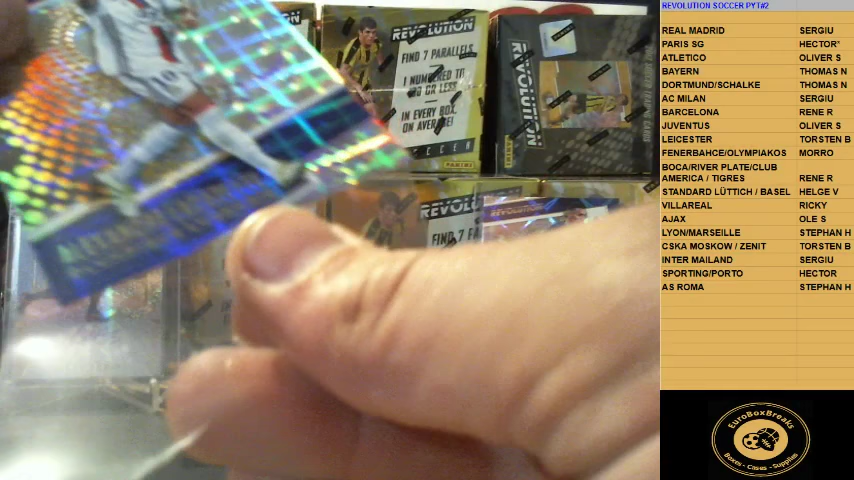 REVOLUTION SOCCER PYT#2
REAL MADRID SERGIU
PARIS SG HECTOR*
ATLETICO OLIVER S
BAYERN THOMAS N
DORTMUND/SCHALKE THOMAS N
AC MILAN SERGIU
BARCELONA RENE R
JUVENTUS OLIVER S
LEICESTER TORSTEN B
FENERBAHCE/OLYMPIAKOS MORRO
BOCA/RIVER PLATE/CLUB
AMERICA / TIGRES RENE R
STANDARD LÜTTICH / BASEL HELGE V
VILLAREAL RICKY
AJAX OLE S
LYON/MARSEILLE STEPHAN H
CSKA MOSKOW / ZENIT TORSTEN B
INTER MAILAND SERGIU
SPORTING/PORTO HECTOR
AS ROMA STEPHAN H
EuroBoxBreaks
Boxes - Cases - Supplies
REVOLUTION
FIND 7 PARALLELS
1 NUMBERED TO
OR LESS
IN EVERY BOX,
ON AVERAGE!
SOCCER
PANINI
REVOLUTION
PANINI
FIND 7